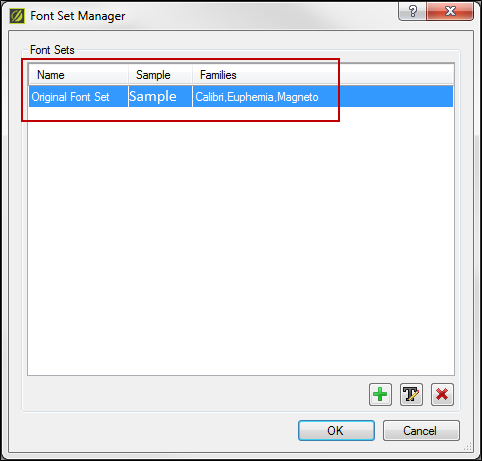 Font Set Manager
?
Font Sets
Name Sample Families
Original Font Set Sample Calibri,Euphemia,Magneto
OK Cancel